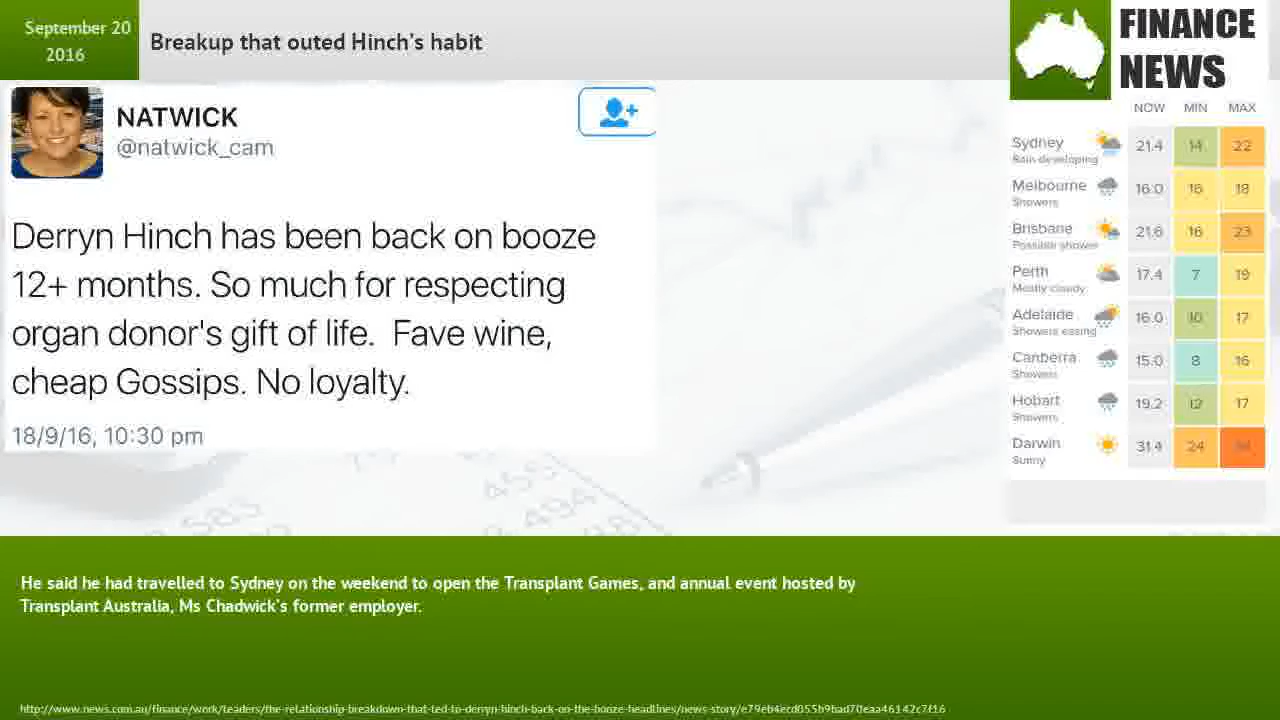 September 20
2016
Breakup that outed Hinch's habit
FINANCE
NEWS
NATWICK
@natwick_cam
Derryn Hinch has been back on booze
12+ months. So much for respecting
organ donor's gift of life. Fave wine,
cheap Gossips. No loyalty.
18/9/16, 10:30 pm
NOW MIN MAX
Sydney 21.4 14 22
Rain developing
Melbourne 16.0 16 18
Showers
Brisbane 21.6 16 23
Possible shower
Perth 17.4 7 19
Mostly cloudy
Adelaide 16.0 10 17
Showers easing
Canberra 15.0 8 16
Showers
Hobart 19.2 12 17
Showers
Darwin 31.4 24
Sunny
He said he had travelled to Sydney on the weekend to open the Transplant Games, and annual event hosted by
Transplant Australia, Ms Chadwick's former employer.
http://www.news.com.au/finance/work/leaders/the-relationship-breakdown-that-led-to-derryn-hinch-back-on-the-booze-headlines/news-story/e79eb4ecd055b9bad70eaa46142c7f16